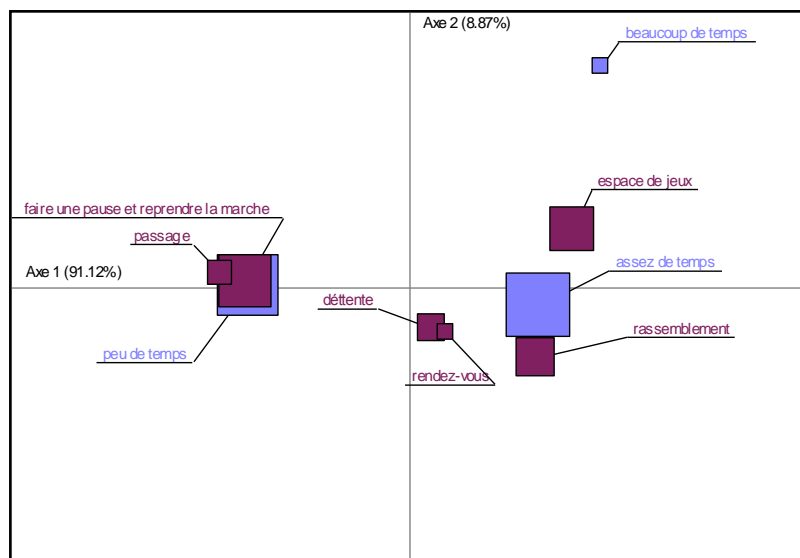 Axe 2 (8.87%)
beaucoup de temps
espace de jeux
faire une pause et reprendre la marche
passage
Axe 1 (91.12%)
assez de temps
déttente
rassemblement
peu de temps
rendez-vous